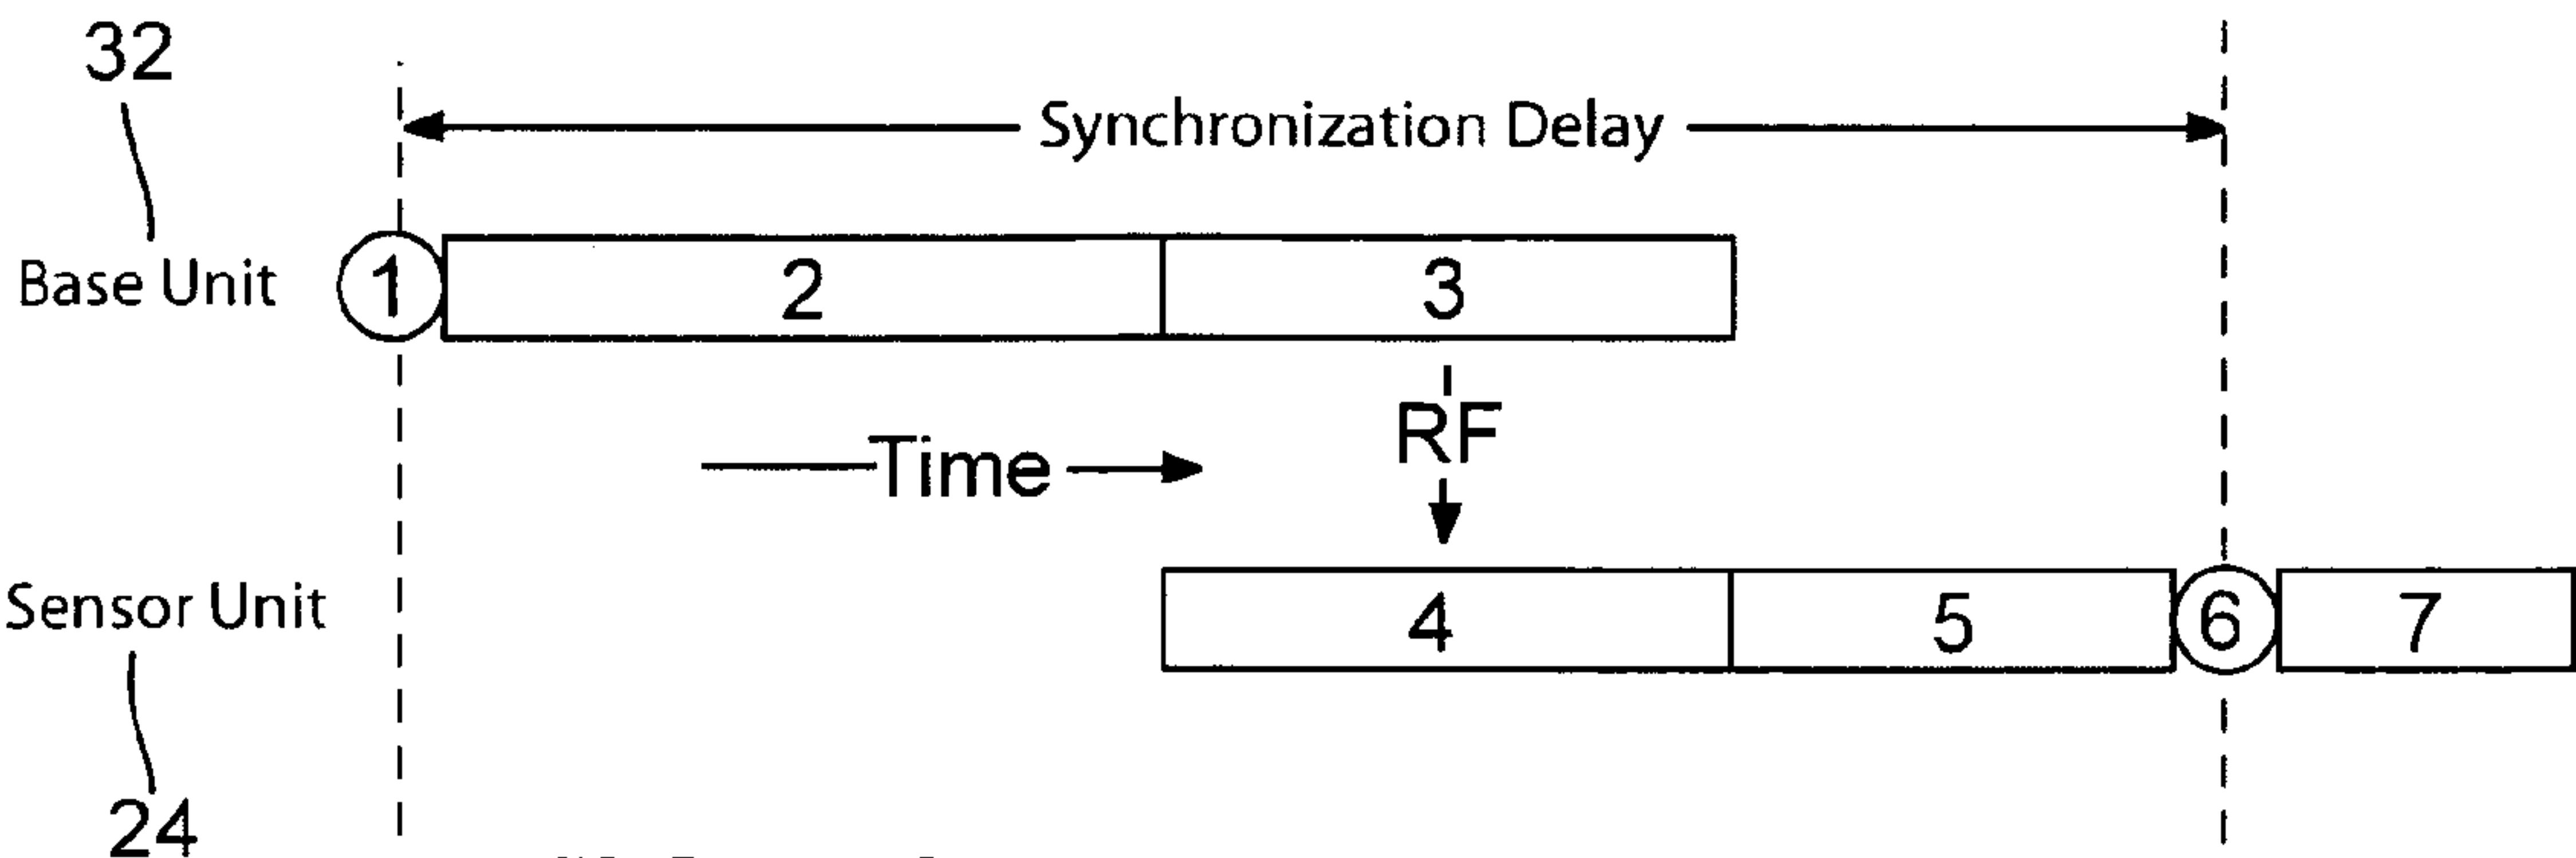 32
Synchronization Delay
Base Unit
1
2
3
Time
RF
Sensor Unit
4
5
6
7
24